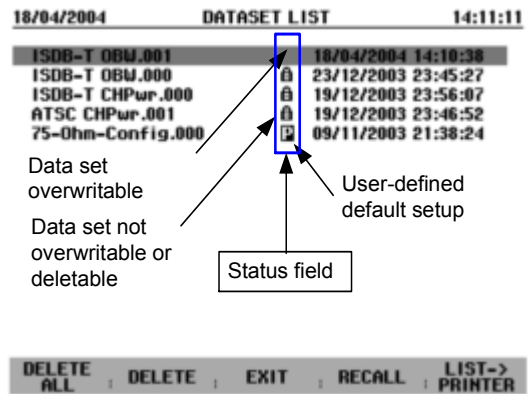 18/04/2004 DATASET LIST 14:11:11
ISDB-T OBW.001 18/04/2004 14:10:38
ISDB-T OBW.000 23/12/2003 23:45:27
ISDB-T CHPwr.000 19/12/2003 23:56:07
ATSC CHPwr.001 19/12/2003 23:46:52
75-Ohm-Config.000 P 09/11/2003 21:38:24
Data set
overwritable
User-defined
default setup
Data set not
overwritable or
deletable
Status field
DELETE
ALL
DELETE
EXIT
RECALL
LIST->
PRINTER